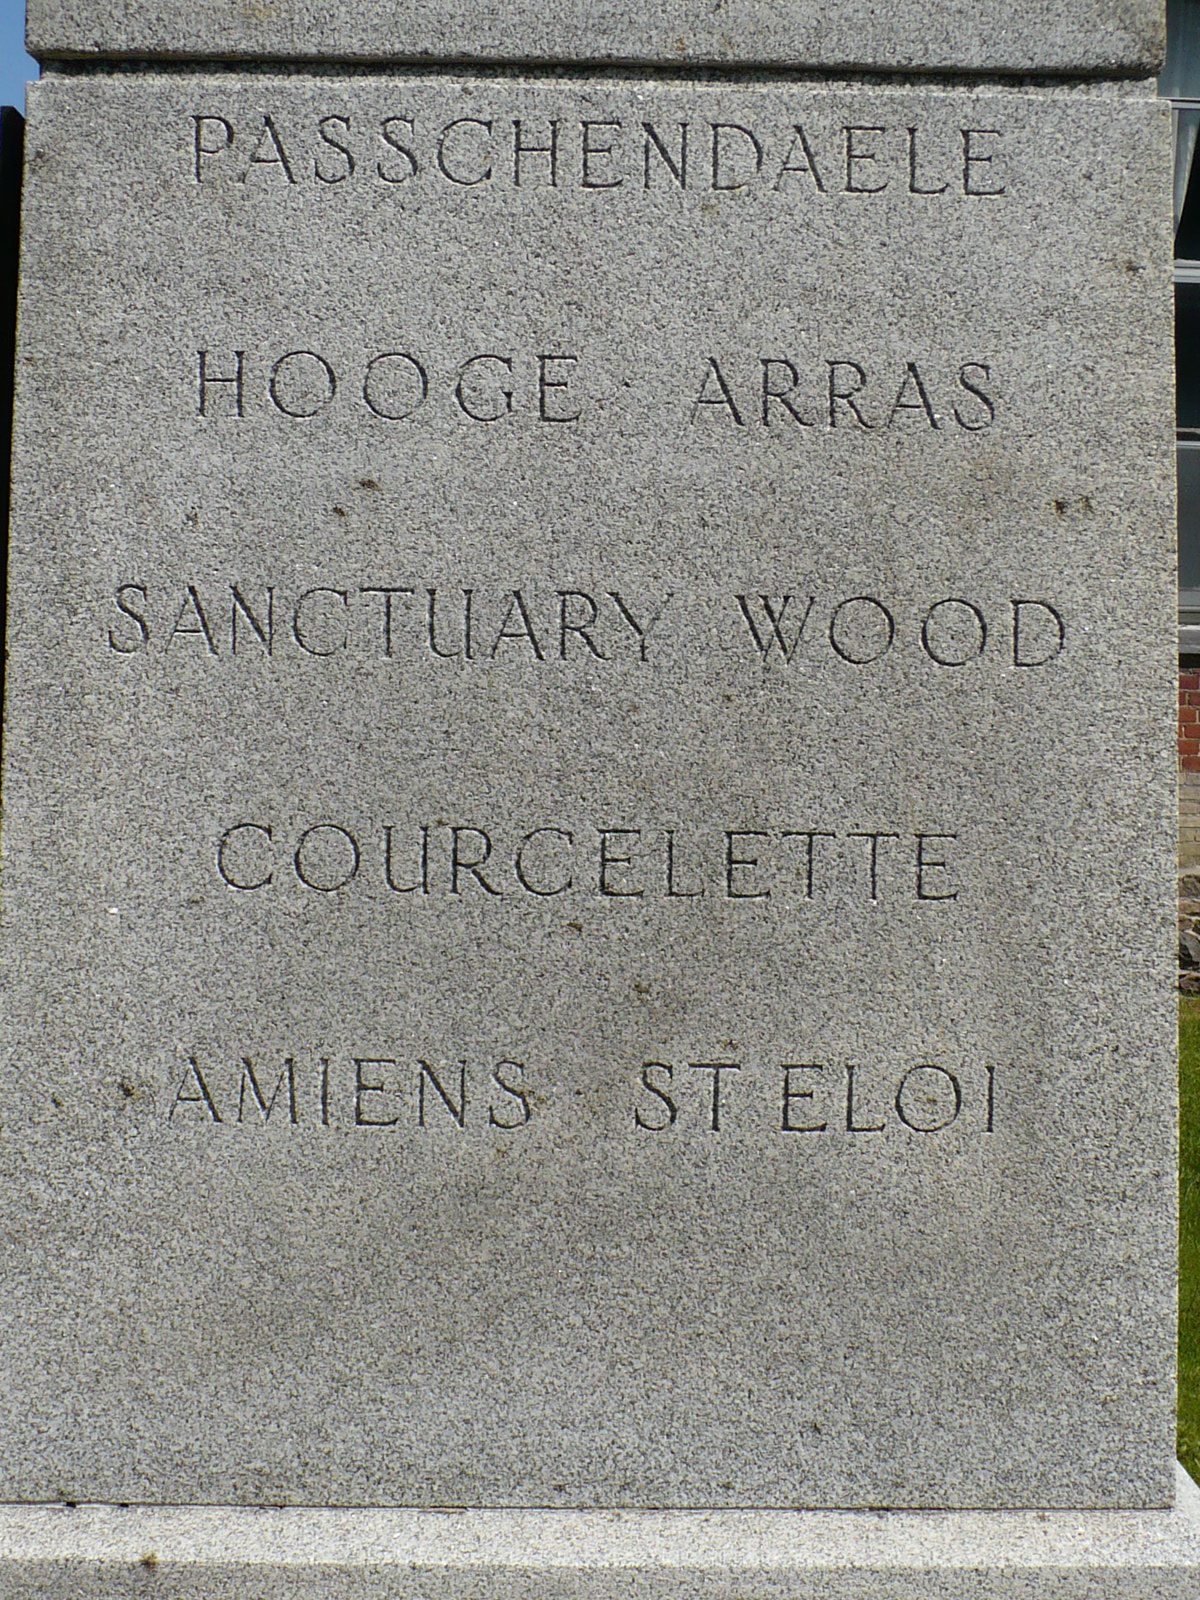 PASSCHENDAELE
HOOGE ARRAS
SANCTUARY WOOD
COURCELETTE
AMIENS ST ELOI